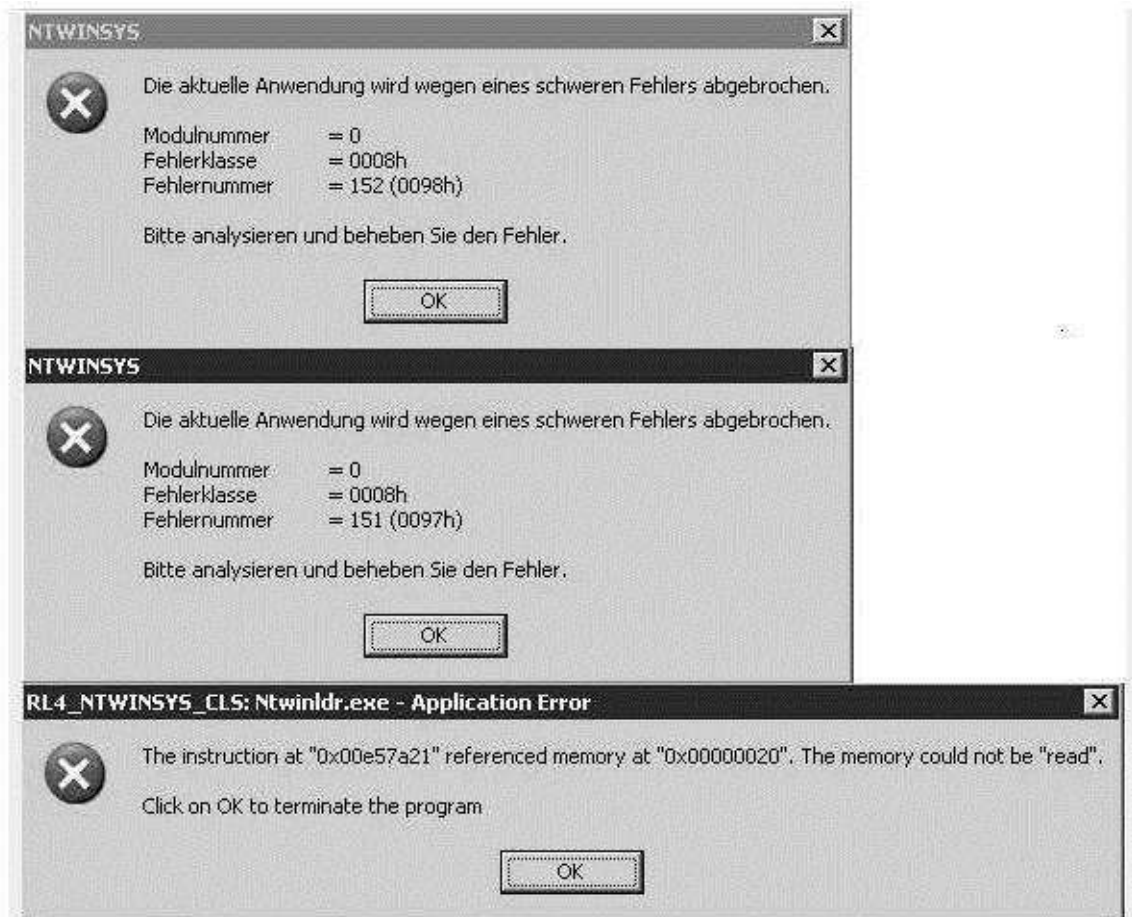 NTWINSYS
Die aktuelle Anwendung wird wegen eines schweren Fehlers abgebrochen.
Modulnummer = 0
Fehlerklasse = 0008h
Fehlernummer = 152 (0098h)
Bitte analysieren und beheben Sie den Fehler.
OK
NTWINSYS
Die aktuelle Anwendung wird wegen eines schweren Fehlers abgebrochen.
Modulnummer = 0
Fehlerklasse = 0008h
Fehlernummer = 151 (0097h)
Bitte analysieren und beheben Sie den Fehler.
OK
RL4_NTWINSYS_CLS: Ntwinldr.exe - Application Error
The instruction at "0x00e57a21" referenced memory at "0x00000020". The memory could not be "read".
Click on OK to terminate the program
OK